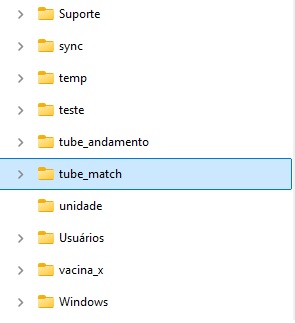 Suporte
sync
temp
teste
tube_andamento
tube_match
unidade
Usuários
vacina_x
Windows